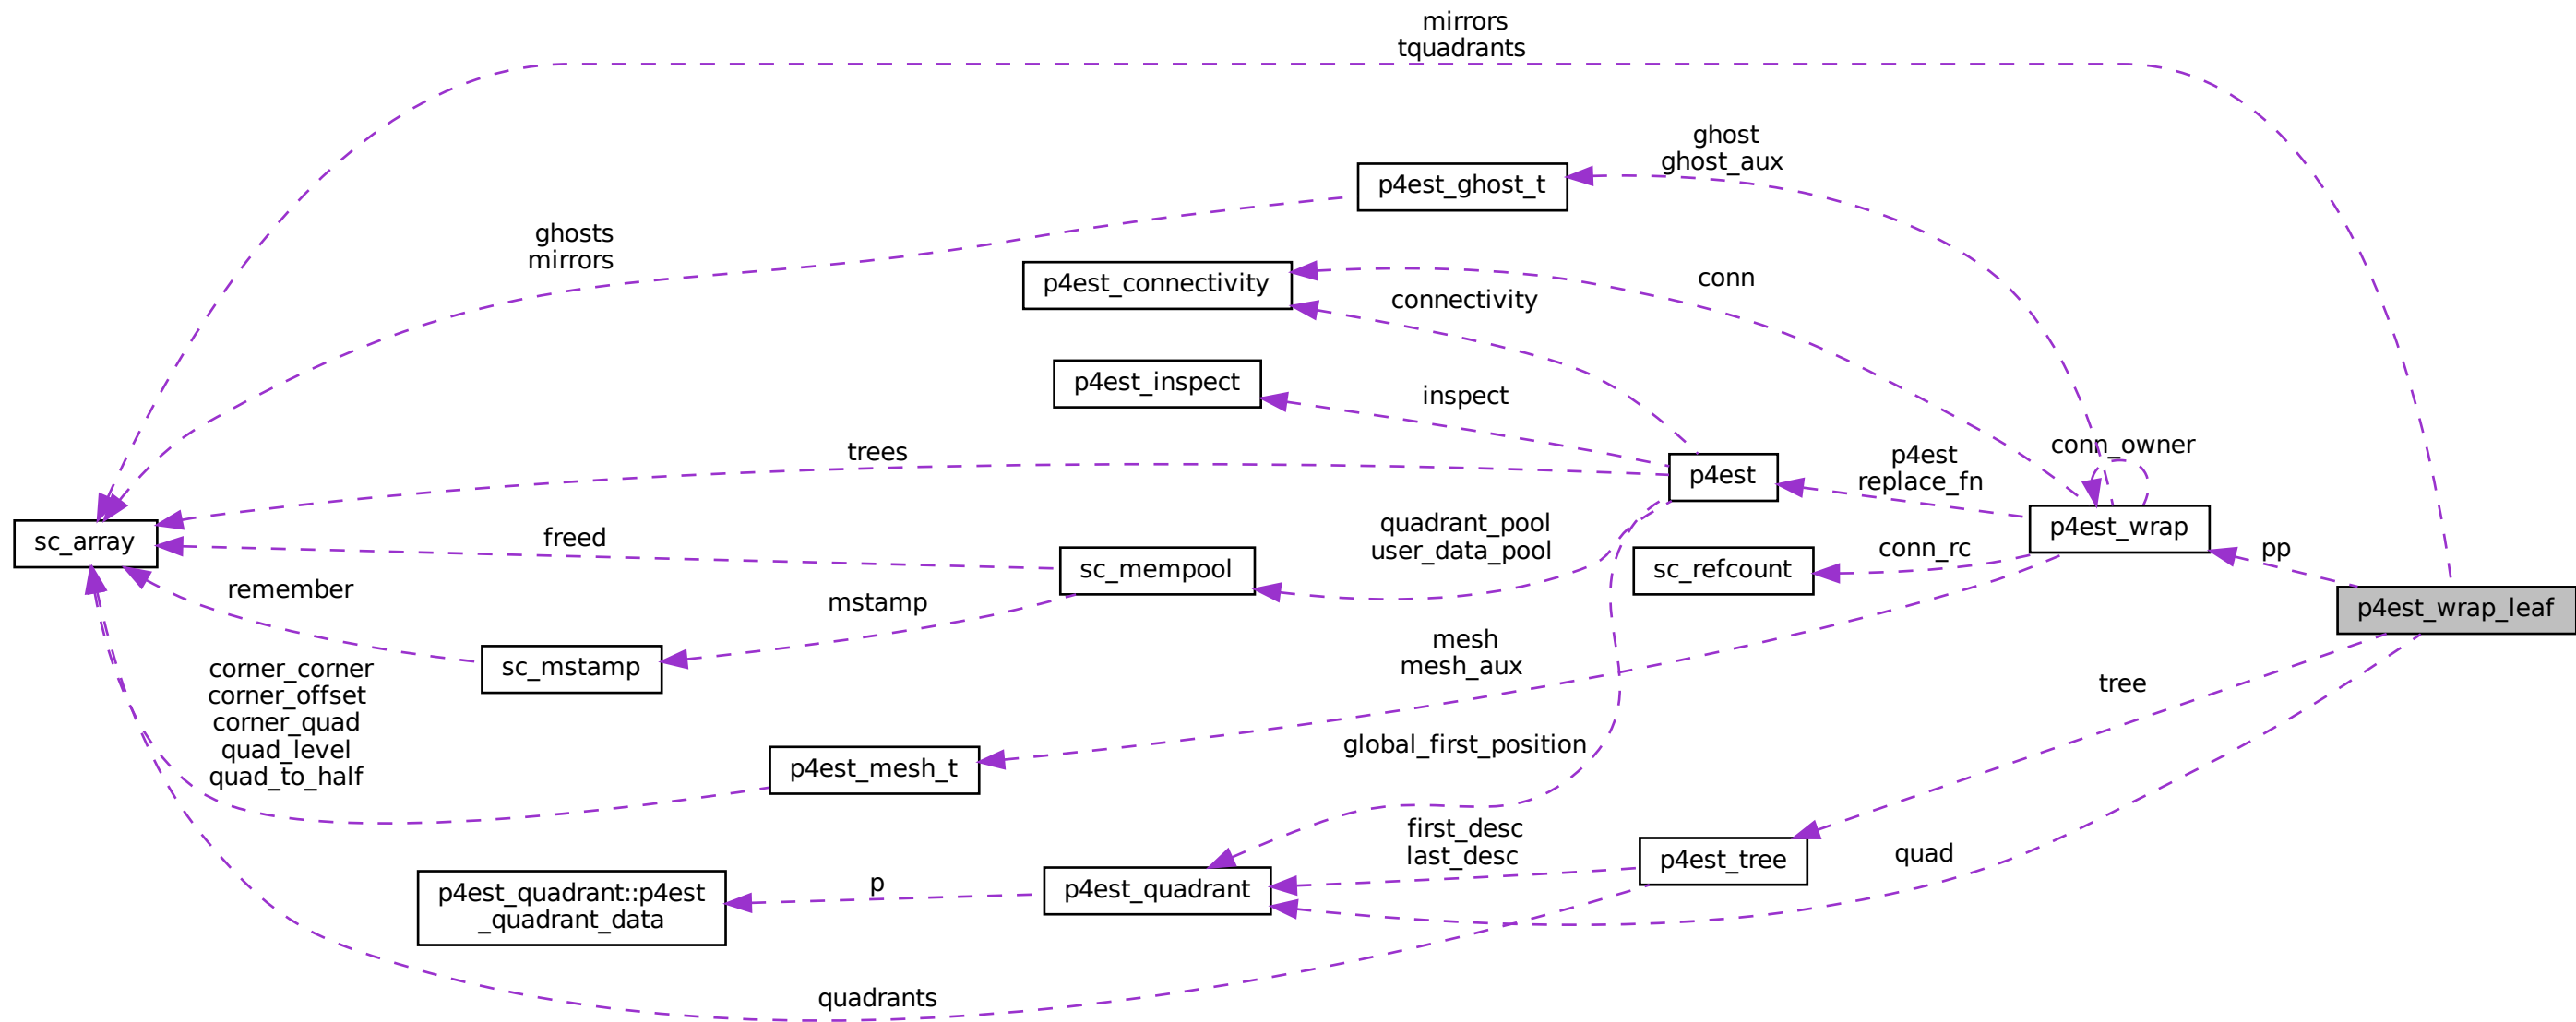 mirrors
tquadrants
ghost
ghost_aux
p4est_ghost_t
ghosts
mirrors
conn
p4est_connectivity
connectivity
p4est_inspect
inspect
trees
conn_owner
p4est
replace_fn
p4est
p4est_wrap
quadrant_pool
user_data_pool
sc_array
freed
sc_mempool
sc_refcount
conn_rc
pp
remember
mstamp
p4est_wrap_leaf
sc_mstamp
mesh
mesh_aux
tree
corner_corner
corner_offset
corner_quad
quad_level
quad_to_half
p4est_mesh_t
global_first_position
first_desc
last_desc
p4est_tree
quad
p4est_quadrant::p4est
_quadrant_data
p
p4est_quadrant
quadrants